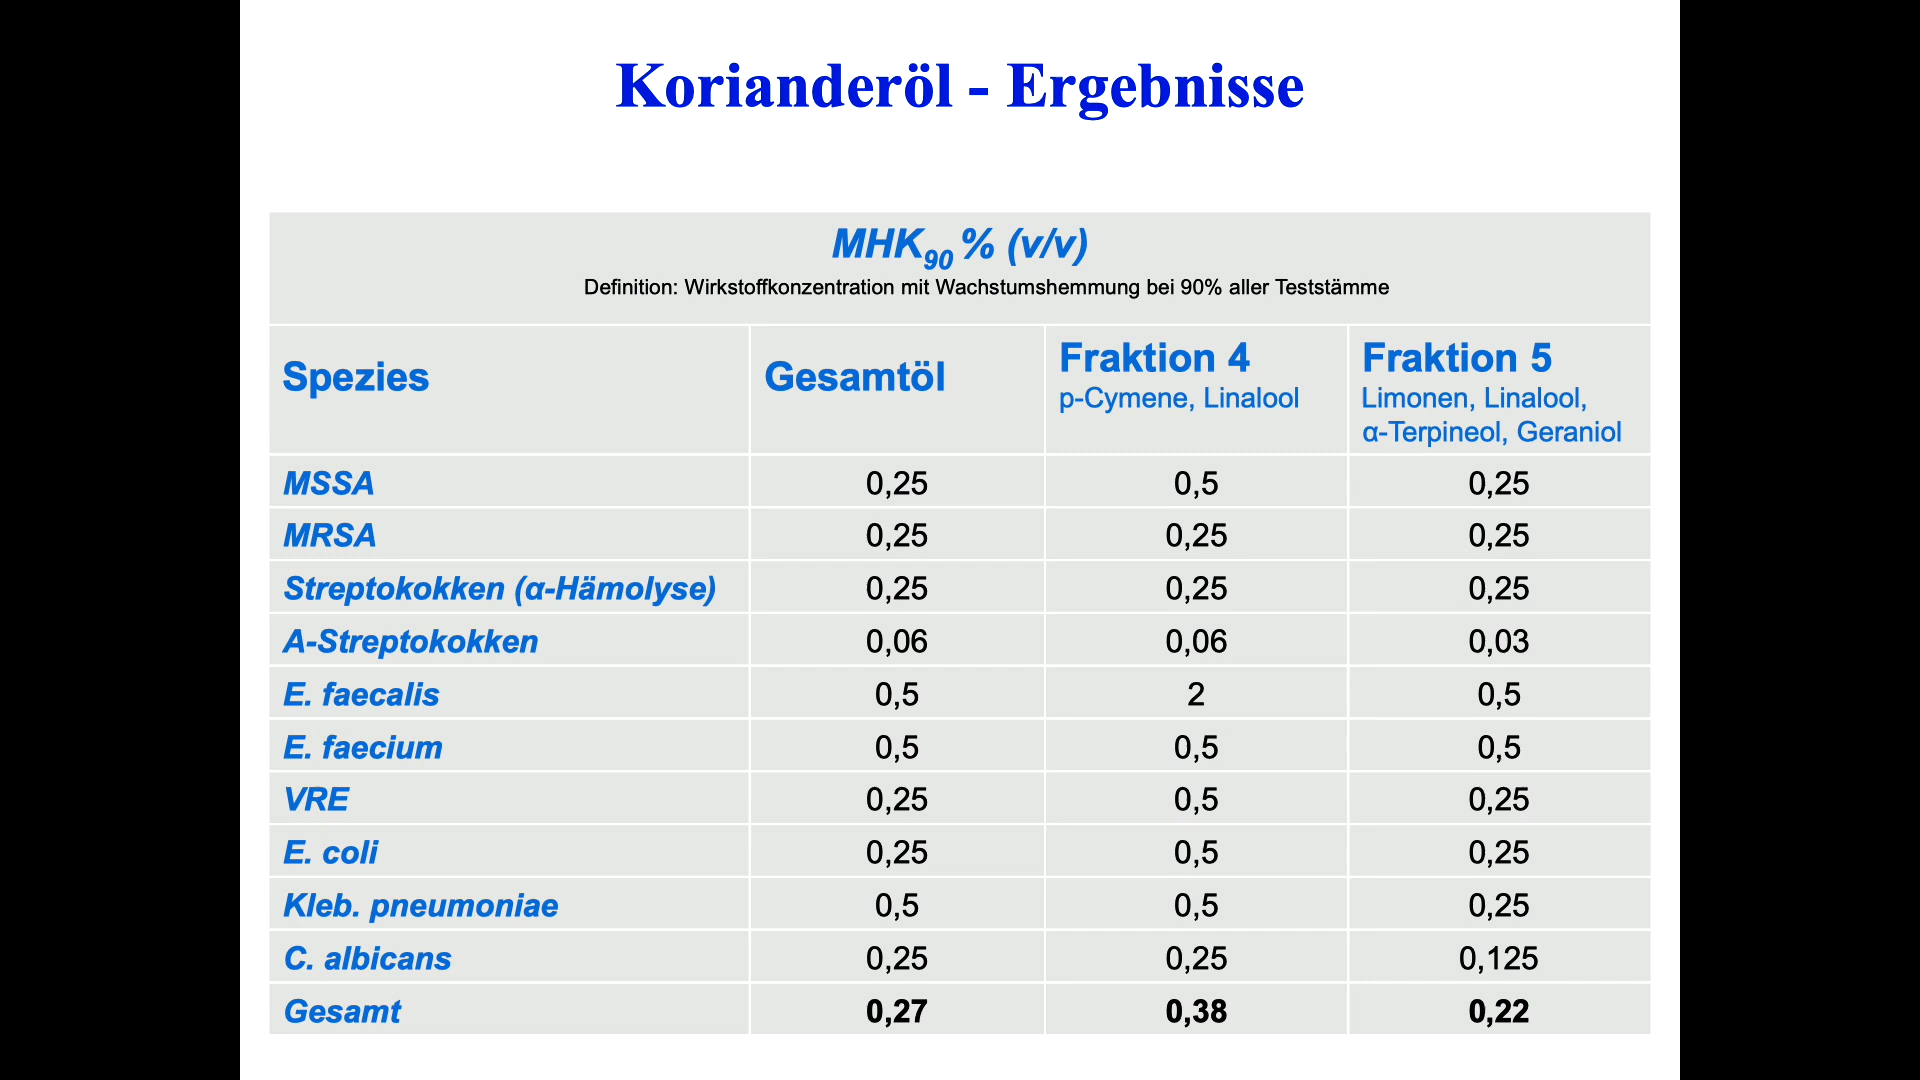 Korianderöl - Ergebnisse
MHK90 % (v/v)
Definition: Wirkstoffkonzentration mit Wachstumshemmung bei 90% aller Teststämme
Spezies Gesamtöl Fraktion 4 Fraktion 5
p-Cymene, Linalool Limonen, Linalool,
α-Terpineol, Geraniol
MSSA 0,25 0,5 0,25
MRSA 0,25 0,25 0,25
Streptokokken (α-Hämolyse) 0,25 0,25 0,25
A-Streptokokken 0,06 0,06 0,03
E. faecalis 0,5 2 0,5
E. faecium 0,5 0,5 0,5
VRE 0,25 0,5 0,25
E. coli 0,25 0,5 0,25
Kleb. pneumoniae 0,5 0,5 0,25
C. albicans 0,25 0,25 0,125
Gesamt 0,27 0,38 0,22